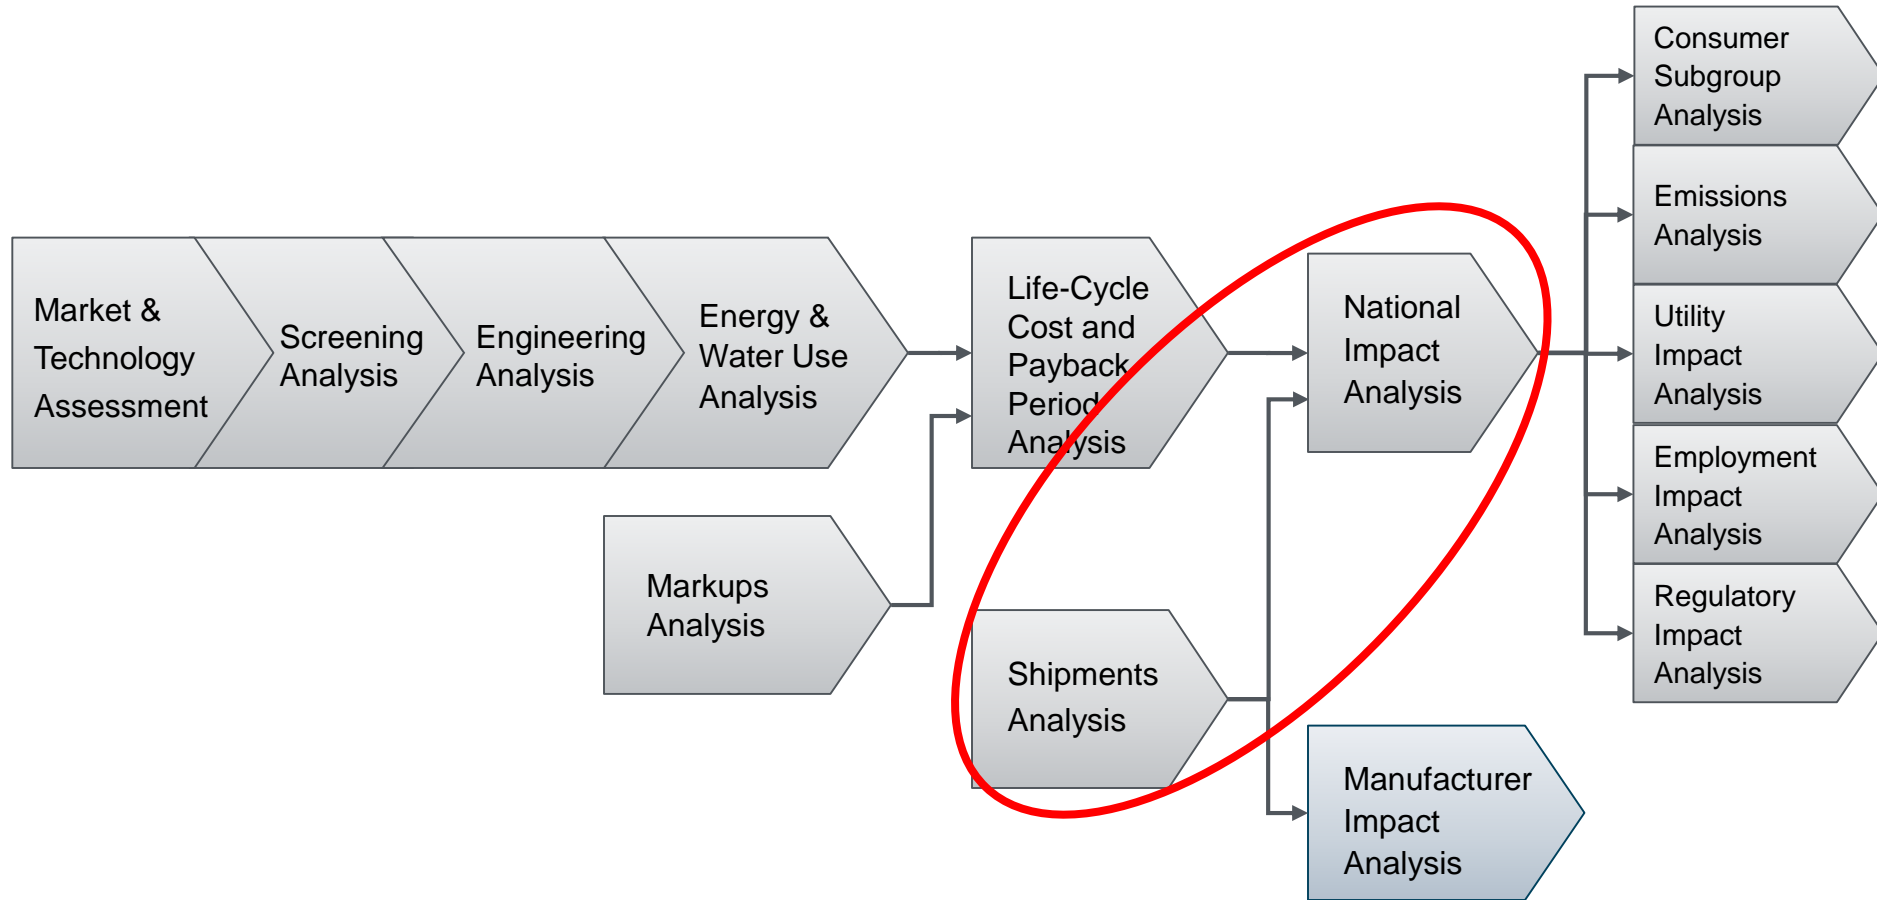 Market &
Technology
Assessment
Screening
Analysis
Engineering
Analysis
Energy &
Water Use
Analysis
Markups
Analysis
Life-Cycle
Cost and
Payback
Period
Analysis
Shipments
Analysis
National
Impact
Analysis
Manufacturer
Impact
Analysis
Consumer
Subgroup
Analysis
Emissions
Analysis
Utility
Impact
Analysis
Employment
Impact
Analysis
Regulatory
Impact
Analysis